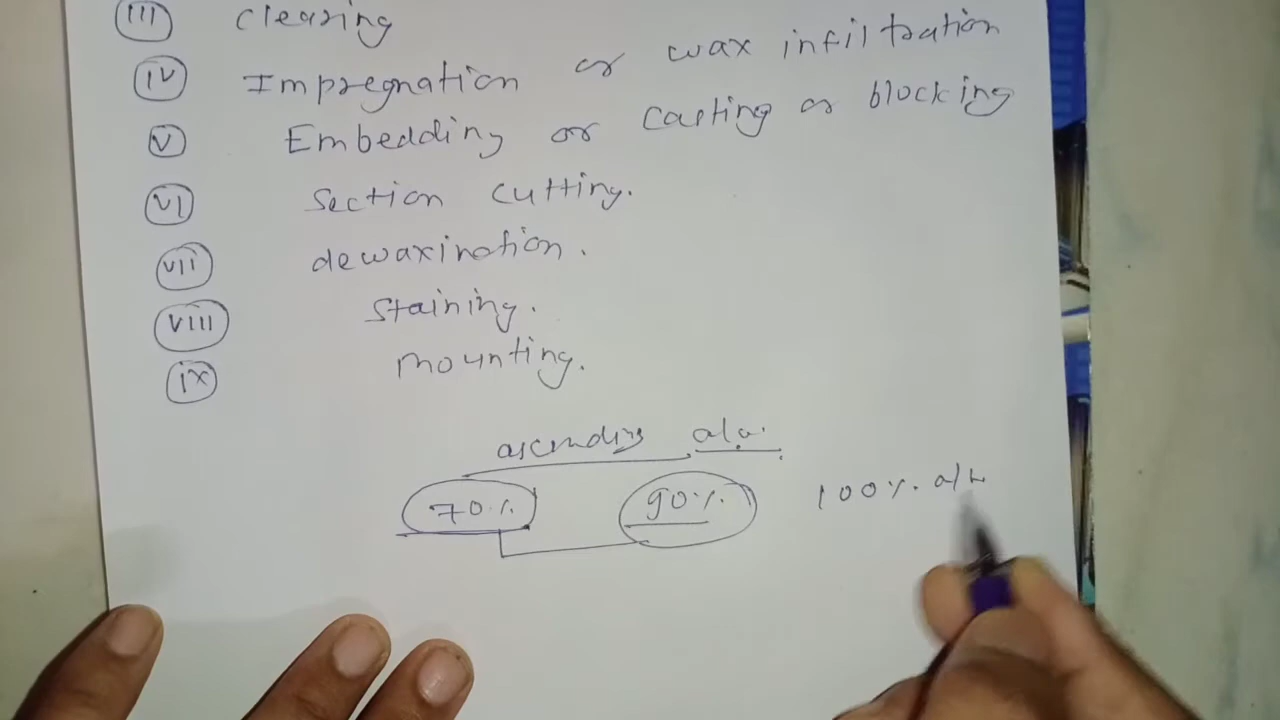 III clearing
IV Impregnation or wax infiltration
V Embedding or casting or blocking
VI Section cutting.
VII dewaxination.
VIII Staining.
ix mounting.
ascending alc.
70% 90% 100% alc